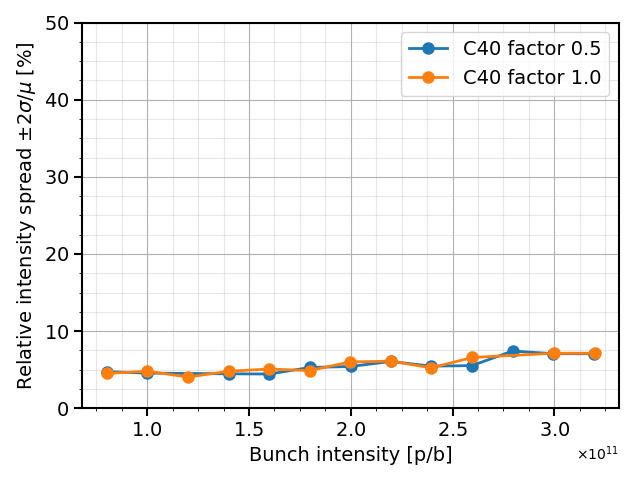 50
40
30
20
10
0
Relative intensity spread ±2σ/μ [%]
C40 factor 0.5
C40 factor 1.0
1.0 1.5 2.0 2.5 3.0
Bunch intensity [p/b]
×10¹¹